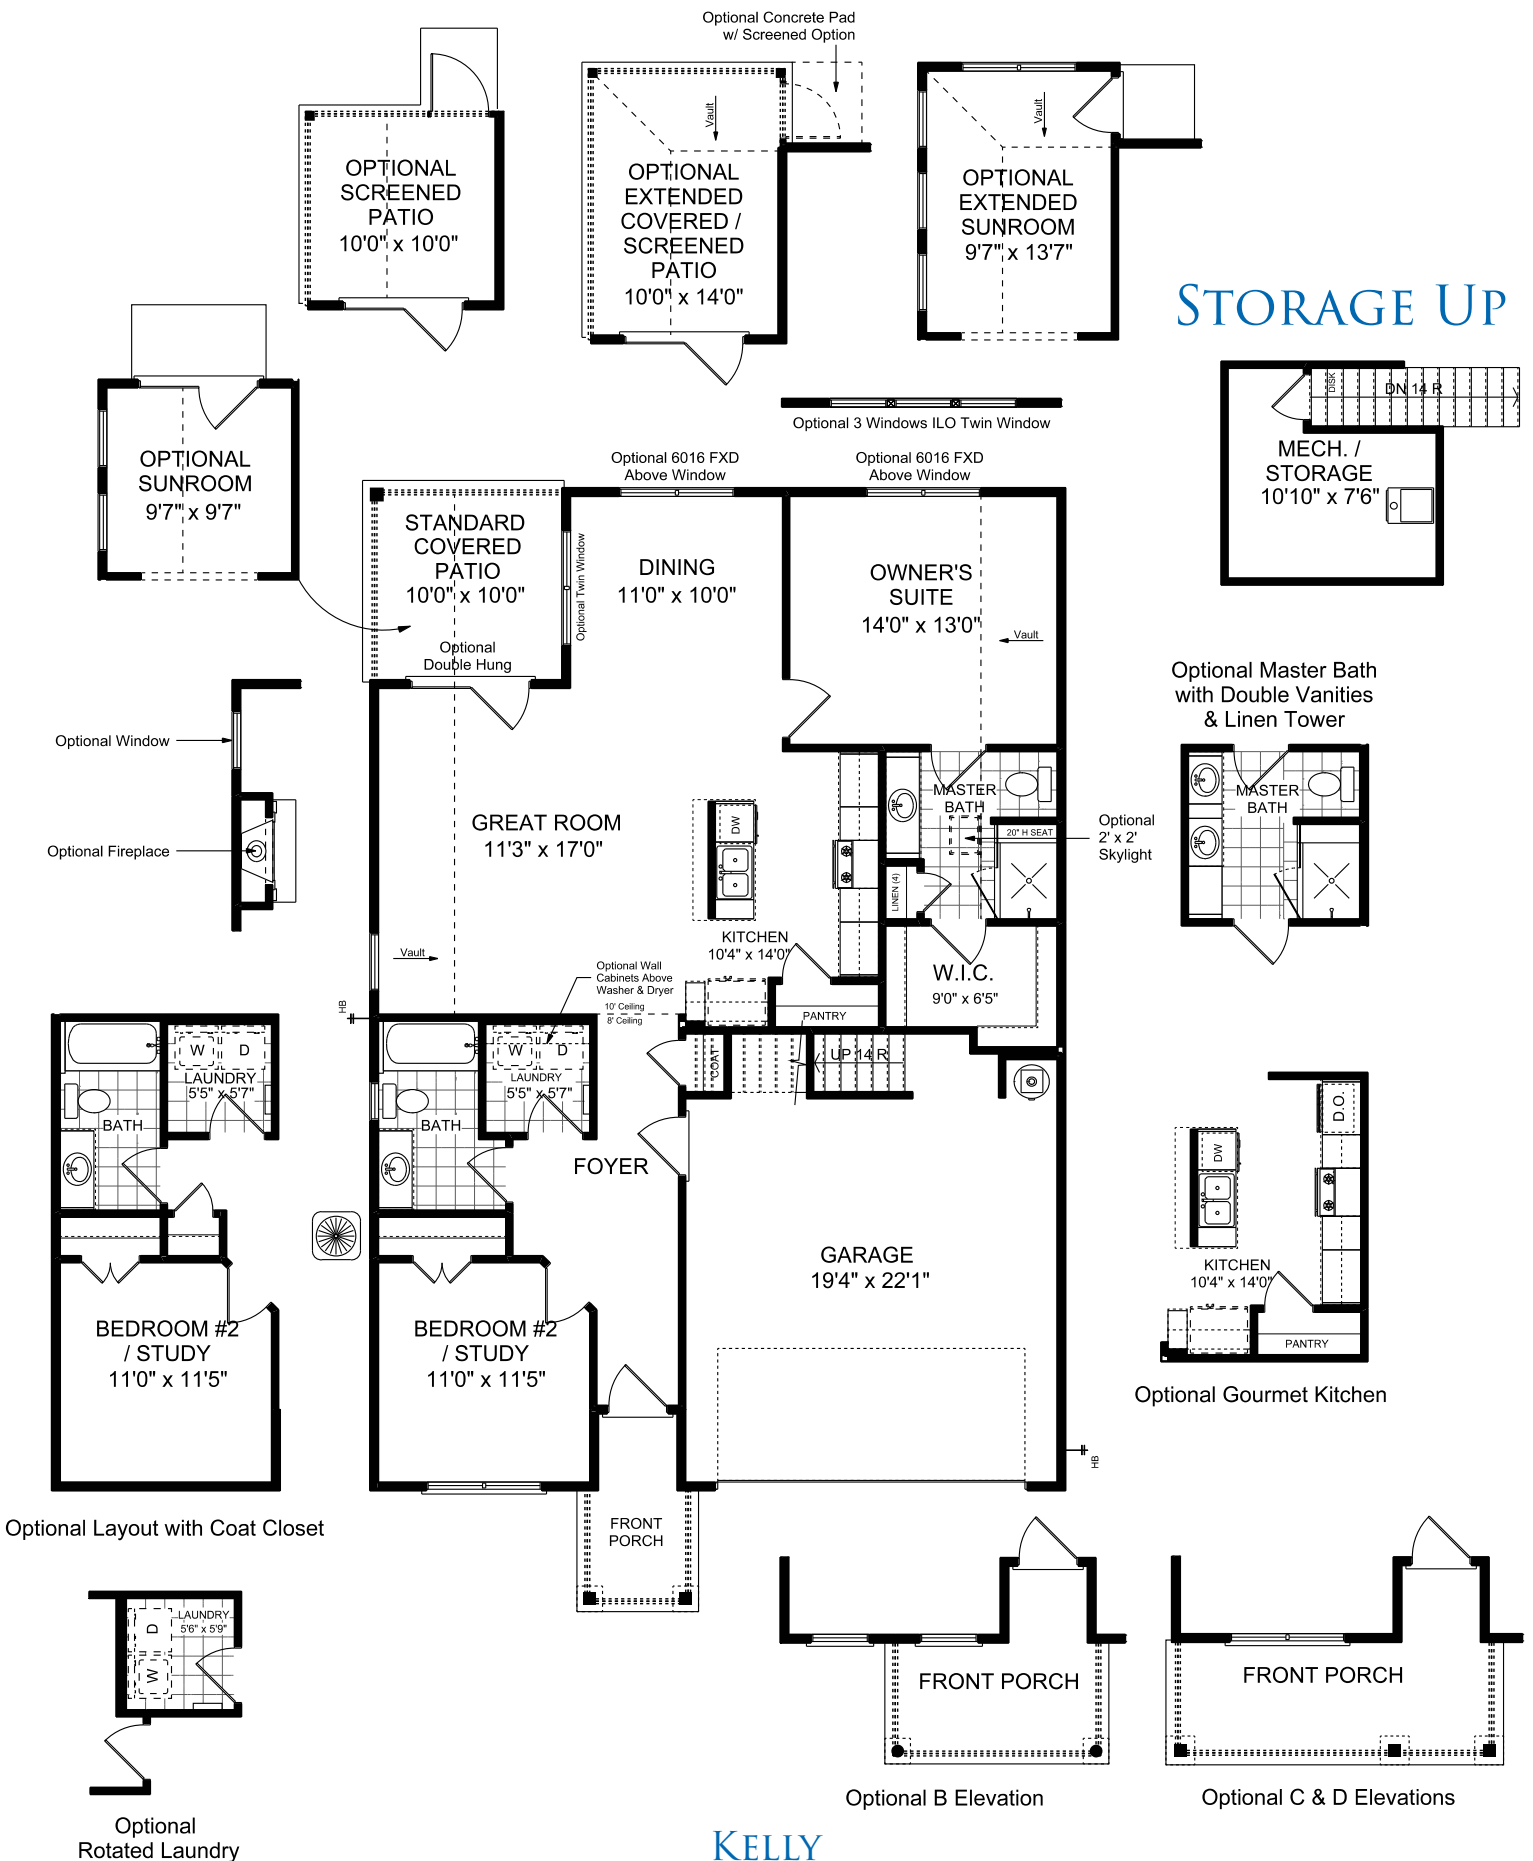 Optional Concrete Pad
w/ Screened Option
OPTIONAL
SCREENED
PATIO
10'0" x 10'0"
Vault
OPTIONAL
EXTENDED
COVERED /
SCREENED
PATIO
10'0" x 14'0"
Vault
OPTIONAL
EXTENDED
SUNROOM
9'7" x 13'7"
STORAGE UP
DISK
DN 14 R
MECH. /
STORAGE
10'10" x 7'6"
Optional 3 Windows ILO Twin Window
Optional 6016 FXD
Above Window
Optional 6016 FXD
Above Window
OPTIONAL
SUNROOM
9'7" x 9'7"
STANDARD
COVERED
PATIO
10'0" x 10'0"
Optional
Double Hung
Optional Twin Window
DINING
11'0" x 10'0"
OWNER'S
SUITE
14'0" x 13'0"
Vault
Optional Master Bath
with Double Vanities
& Linen Tower
MASTER
BATH
Optional Window
Optional Fireplace
GREAT ROOM
11'3" x 17'0"
Vault
DW
KITCHEN
10'4" x 14'0"
MASTER
BATH
20" H SEAT
LINEN (4)
Optional
2' x 2'
Skylight
W.I.C.
9'0" x 6'5"
PANTRY
Optional Wall
Cabinets Above
Washer & Dryer
10' Ceiling
8' Ceiling
HB
W
D
LAUNDRY
5'5" x 5'7"
BATH
W
D
LAUNDRY
5'5" x 5'7"
BATH
COAT
UP 14 R
FOYER
GARAGE
19'4" x 22'1"
D.O.
DW
KITCHEN
10'4" x 14'0"
PANTRY
Optional Gourmet Kitchen
BEDROOM #2
/ STUDY
11'0" x 11'5"
BEDROOM #2
/ STUDY
11'0" x 11'5"
HB
Optional Layout with Coat Closet
FRONT
PORCH
LAUNDRY
5'6" x 5'9"
D
W
Optional
Rotated Laundry
FRONT PORCH
Optional B Elevation
FRONT PORCH
Optional C & D Elevations
KELLY